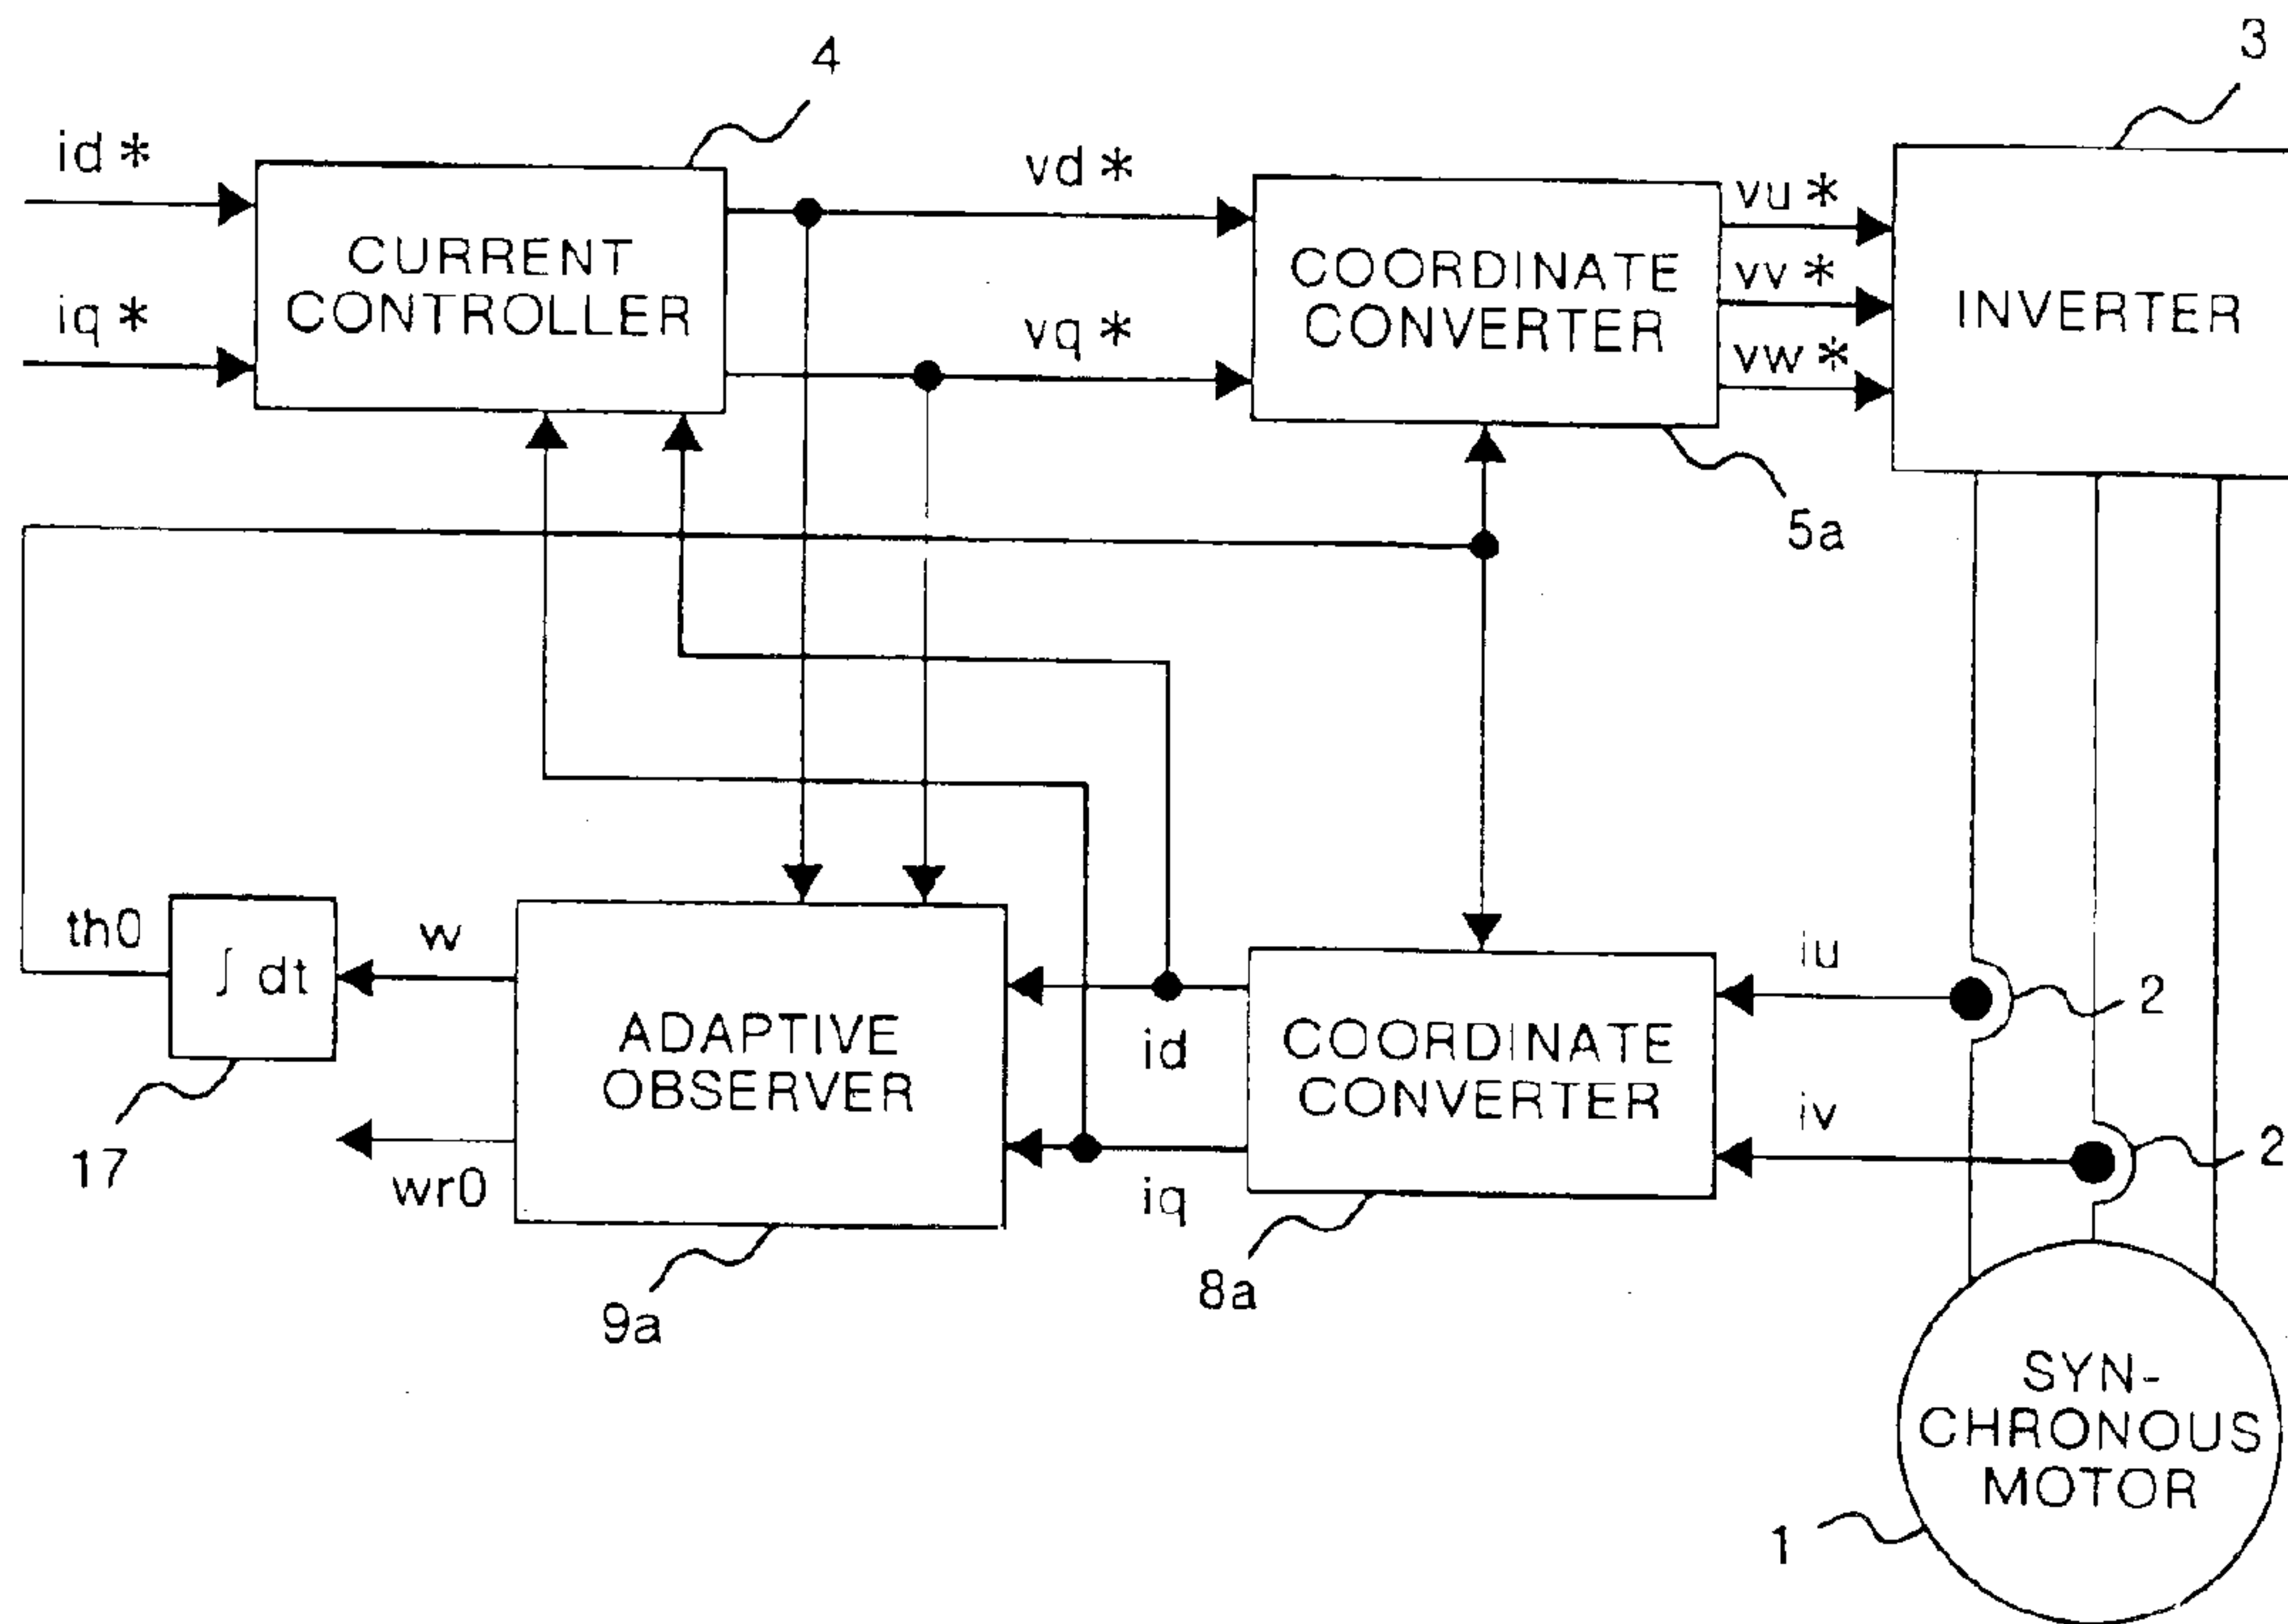 4
3
id*
vd*
vu*
CURRENT
CONTROLLER
COORDINATE
CONVERTER
vv*
INVERTER
iq*
vq*
vw*
5a
th0
∫ dt
w
ADAPTIVE
OBSERVER
id
COORDINATE
CONVERTER
iu
2
iv
2
17
wr0
iq
9a
8a
SYN-
CHRONOUS
MOTOR
1